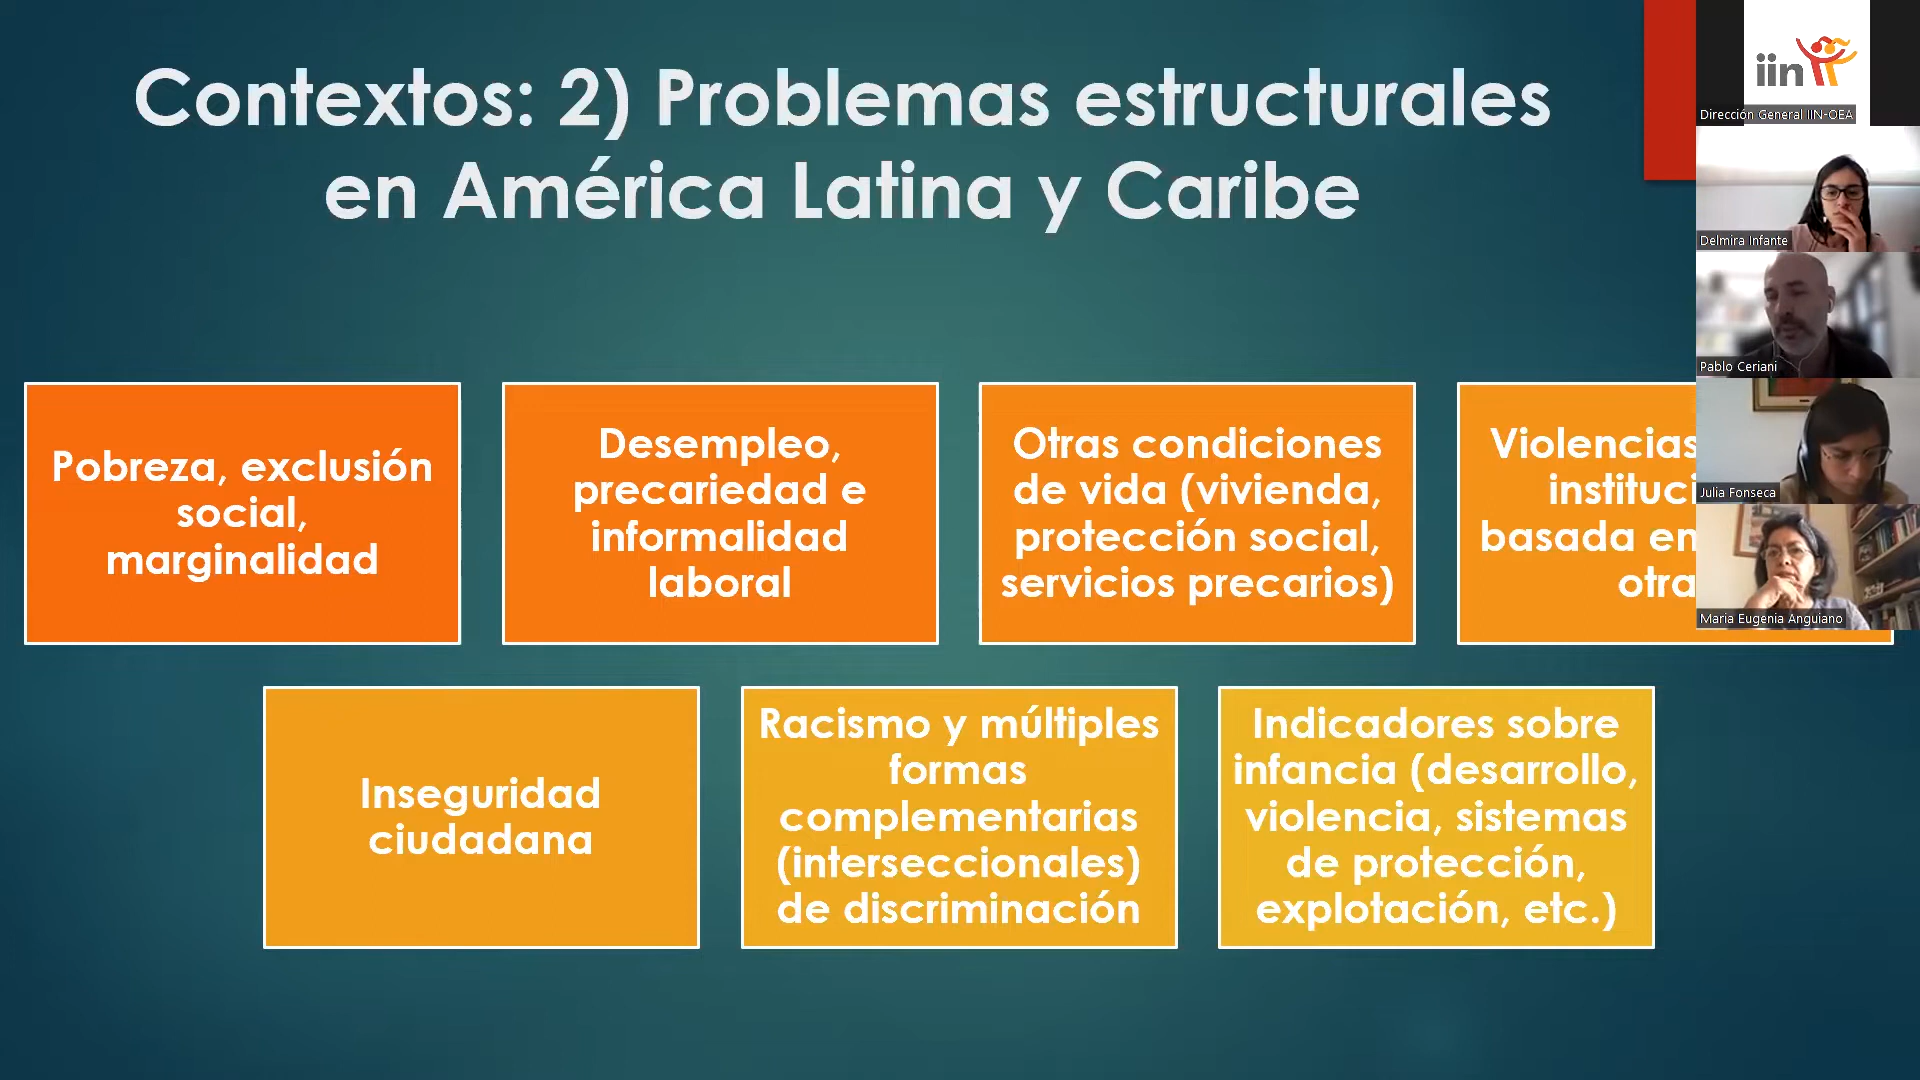 Contextos: 2) Problemas estructurales
en América Latina y Caribe
Pobreza, exclusión
social,
marginalidad
Desempleo,
precariedad e
informalidad
laboral
Otras condiciones
de vida (vivienda,
protección social,
servicios precarios)
Violencias
basada en
Inseguridad
ciudadana
Racismo y múltiples
formas
complementarias
(interseccionales)
de discriminación
Indicadores sobre
infancia (desarrollo,
violencia, sistemas
de protección,
explotación, etc.)
iin
Dirección General IIN-OEA
Delmira Infante
Pablo Ceriani
Julia Fonseca
Maria Eugenia Anguiano